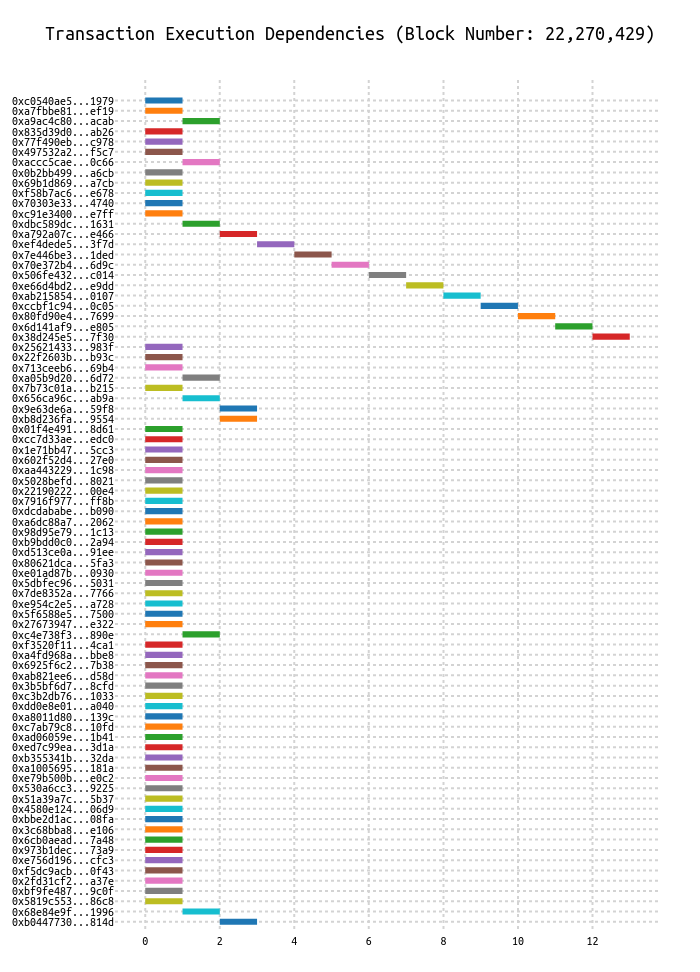 Transaction Execution Dependencies (Block Number: 22,270,429)
0xc0540ae5...1979
0xa7fbbe81...ef19
0xa9ac4c80...acab
0x835d39d0...ab26
0x77f490eb...c978
0x497532a2...f5c7
0xaccc5cae...0c66
0x0b2bb499...a6cb
0x69b1d869...a7cb
0xf58b7ac6...e678
0x70303e33...4740
0xc91e3400...e7ff
0xdbc589dc...1631
0xa792a07c...e466
0xef4dede5...3f7d
0x7e446be3...1ded
0x70e372b4...6d9c
0x506fe432...c014
0xe66d4bd2...e9dd
0xab215854...0107
0xccbf1c94...0c05
0x80fd90e4...7699
0x6d141af9...e805
0x38d245e5...7f30
0x25621433...983f
0x22f2603b...b93c
0x713ceeb6...69b4
0xa05b9d20...6d72
0x7b73c01a...b215
0x656ca96c...ab9a
0x9e63de6a...59f8
0xb8d236fa...9554
0x01f4e491...8d61
0xcc7d33ae...edc0
0x1e71bb47...5cc3
0x602f52d4...27e0
0xaa443229...1c98
0x5028befd...8021
0x22190222...00e4
0x7916f977...ff8b
0xdcdababe...b090
0xa6dc88a7...2062
0x98d95e79...1c13
0xb9bdd0c0...2a94
0xd513ce0a...91ee
0x80621dca...5fa3
0xe01ad87b...0930
0x5dbfec96...5031
0x7de8352a...7766
0xe954c2e5...a728
0x5f6588e5...7500
0x27673947...e322
0xc4e738f3...890e
0xf3520f11...4ca1
0xa4fd968a...bbe8
0x6925f6c2...7b38
0xab821ee6...d58d
0x3b5bf6d7...8cfd
0xc3b2db76...1033
0xdd0e8e01...a040
0xa8011d80...139c
0xc7ab79c8...10fd
0xad06059e...1b41
0xed7c99ea...3d1a
0xb355341b...32da
0xa1005695...181a
0xe79b500b...e0c2
0x530a6cc3...9225
0x51a39a7c...5b37
0x4580e124...06d9
0xbbe2d1ac...08fa
0x3c68bba8...e106
0x6cb0aead...7a48
0x973b1dec...73a9
0xe756d196...cfc3
0xf5dc9acb...0f43
0x2fd31cf2...a37e
0xbf9fe487...9c0f
0x5819c553...86c8
0x68e84e9f...1996
0xb0447730...814d
0 2 4 6 8 10 12